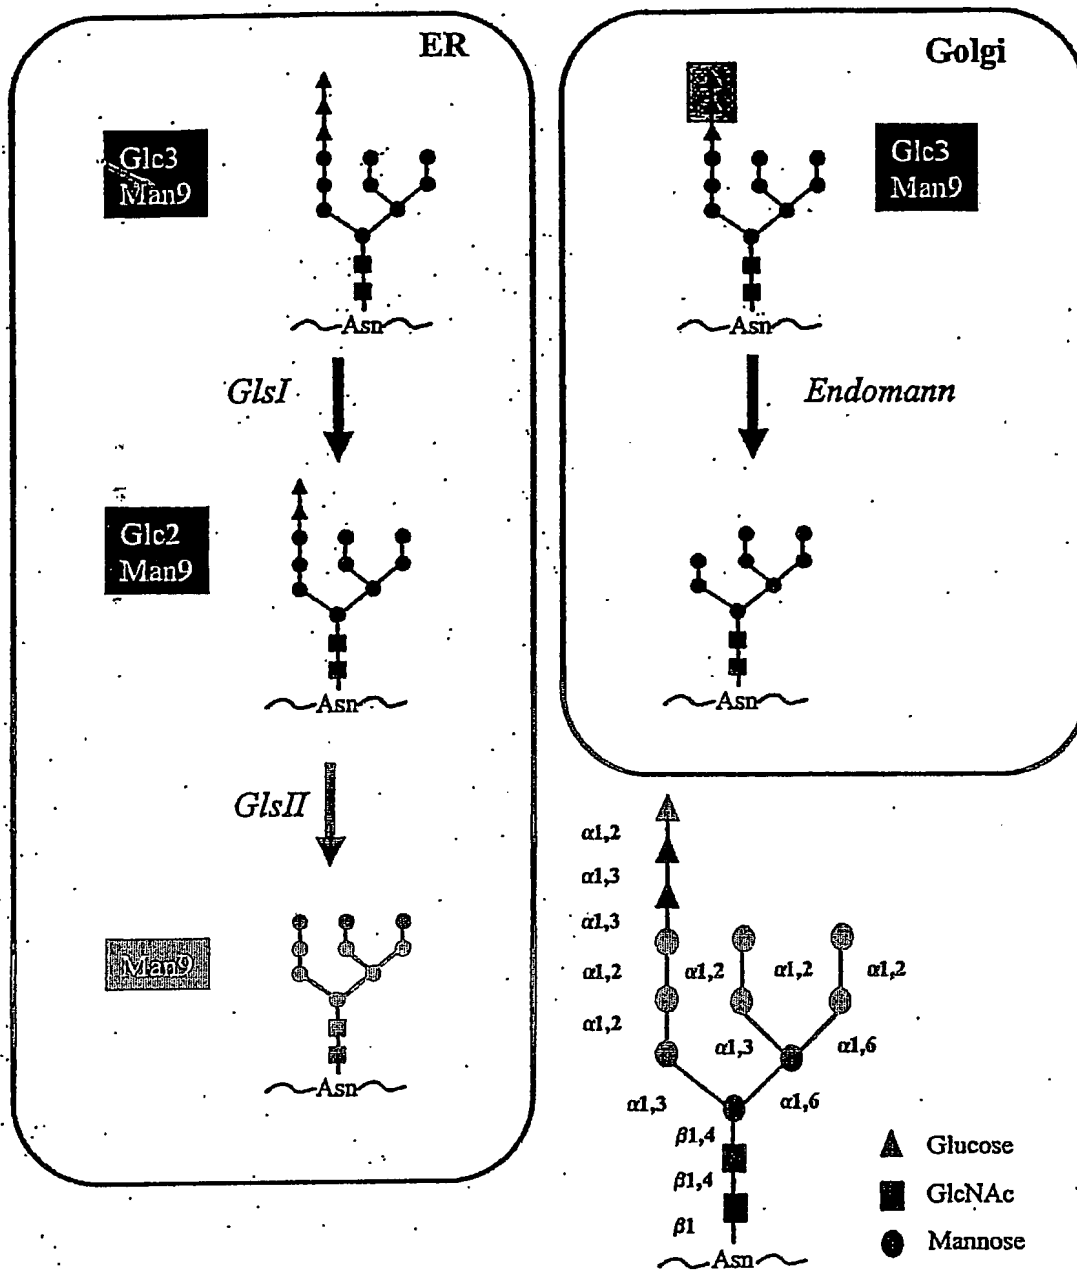 ER
Glc3
Man9
Asn
GlsI
Glc2
Man9
Asn
GlsII
Man9
Asn
Golgi
Glc3
Man9
Asn
Endomann
Asn
α1,2
α1,3
α1,3
α1,2 α1,2 α1,2 α1,2
α1,2
α1,3 α1,6
α1,3 α1,6
β1,4
β1,4
β1
Asn
Glucose
GlcNAc
Mannose